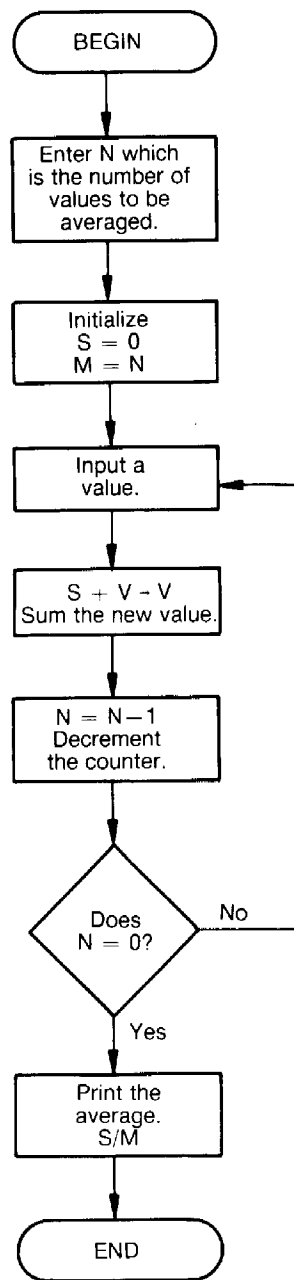 BEGIN
Enter N which
is the number of
values to be
averaged.
Initialize
S = 0
M = N
Input a
value.
S + V - V
Sum the new value.
N = N-1
Decrement
the counter.
Does
N = 0?
No
Yes
Print the
average.
S/M
END